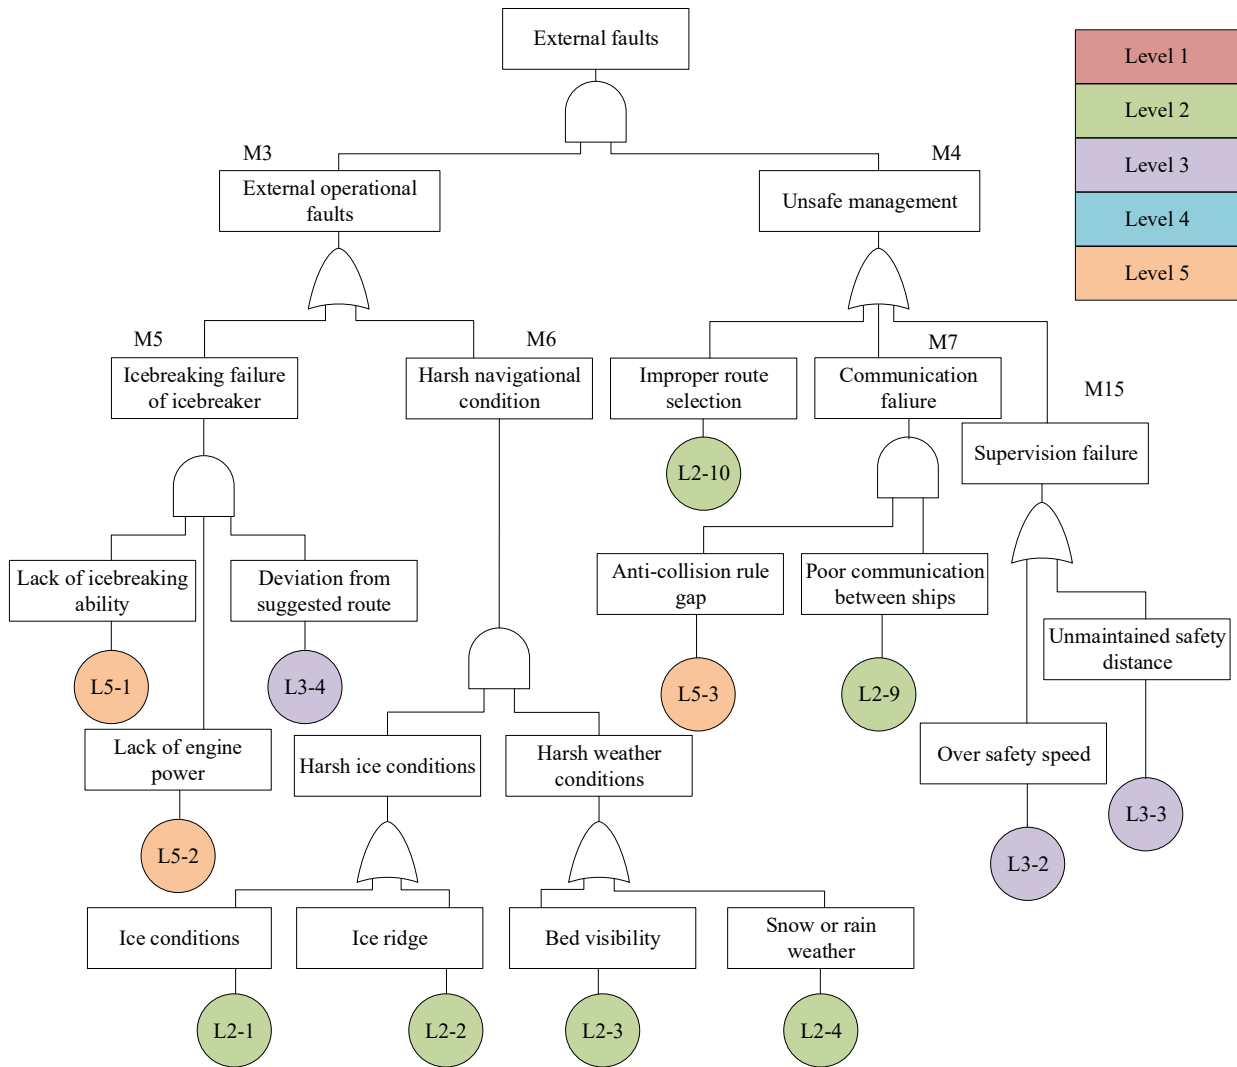 External faults
Level 1
Level 2
Level 3
Level 4
Level 5
M3
M4
External operational
faults
Unsafe management
M5
M6
M7
M15
Icebreaking failure
of icebreaker
Harsh navigational
condition
Improper route
selection
Communication
faliure
Supervision failure
L2-10
Lack of icebreaking
ability
Deviation from
suggested route
Anti-collision rule
gap
Poor communication
between ships
Unmaintained safety
distance
L5-1
L3-4
L5-3
L2-9
Lack of engine
power
Harsh ice conditions
Harsh weather
conditions
Over safety speed
L3-3
L5-2
L3-2
Ice conditions
Ice ridge
Bed visibility
Snow or rain
weather
L2-1
L2-2
L2-3
L2-4